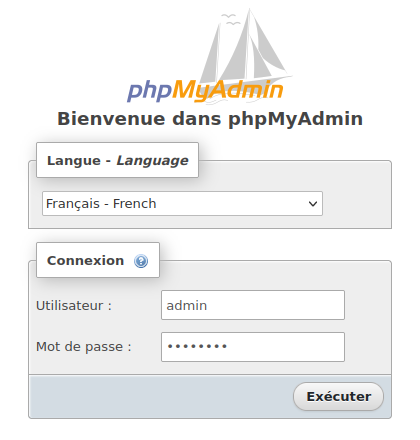 phpMyAdmin
Bienvenue dans phpMyAdmin
Langue - Language
Français - French
Connexion
Utilisateur :
admin
Mot de passe :
••••••••
Exécuter